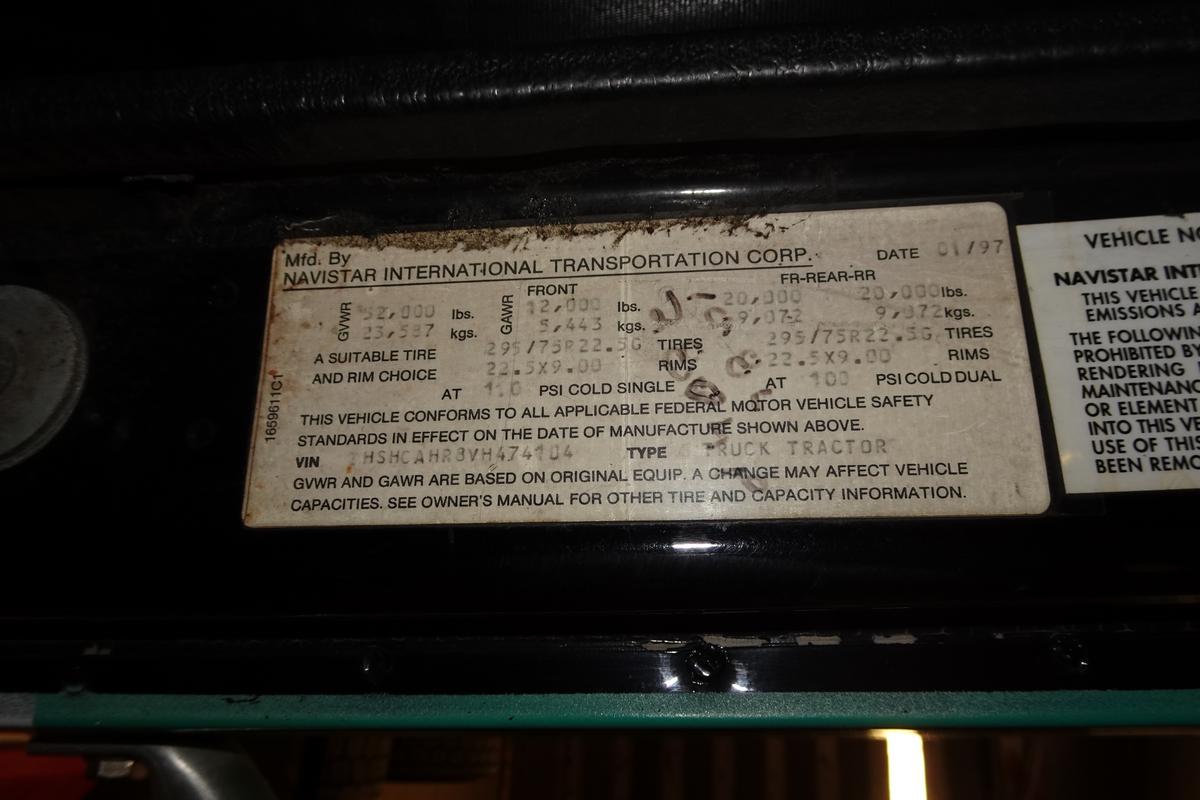 Mfd. By
NAVISTAR INTERNATIONAL TRANSPORTATION CORP. DATE 01/97
FRONT FR-REAR-RR
GVWR 52,000 lbs. GAWR 12,000 lbs. 20,000 20,000 lbs.
23,587 kgs. 5,443 kgs. 9,072 9,072 kgs.
A SUITABLE TIRE 295/75R22.5G TIRES 295/75R22.5G TIRES
AND RIM CHOICE 22.5X9.00 RIMS 22.5X9.00 RIMS
AT PSI COLD SINGLE AT 100 PSI COLD DUAL
THIS VEHICLE CONFORMS TO ALL APPLICABLE FEDERAL MOTOR VEHICLE SAFETY
STANDARDS IN EFFECT ON THE DATE OF MANUFACTURE SHOWN ABOVE.
VIN HSHCAHR8VH474104 TYPE TRUCK TRACTOR
GVWR AND GAWR ARE BASED ON ORIGINAL EQUIP. A CHANGE MAY AFFECT VEHICLE
CAPACITIES. SEE OWNER'S MANUAL FOR OTHER TIRE AND CAPACITY INFORMATION.
1659611C1
VEHICLE NO
NAVISTAR INT
THIS VEHICLE
EMISSIONS A
THE FOLLOWIN
PROHIBITED BY
RENDERING
MAINTENANC
OR ELEMENT
INTO THIS VE
USE OF THIS
BEEN REMO